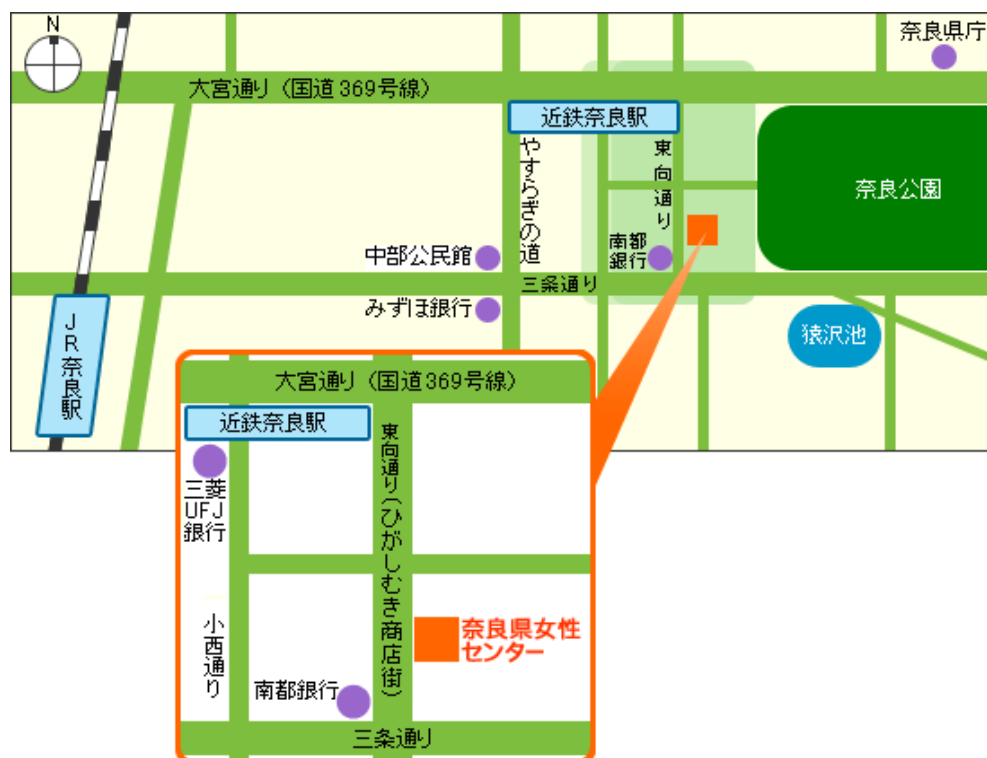 N
奈良県庁
大宮通り（国道369号線）
近鉄奈良駅
やすらぎの道
東向通り
奈良公園
中部公民館
南都
銀行
三条通り
みずほ銀行
JR奈良駅
猿沢池
大宮通り（国道369号線）
近鉄奈良駅
三菱
UFJ
銀行
東向通り（ひがしむき商店街）
小西通り
奈良県女性
センター
南都銀行
三条通り